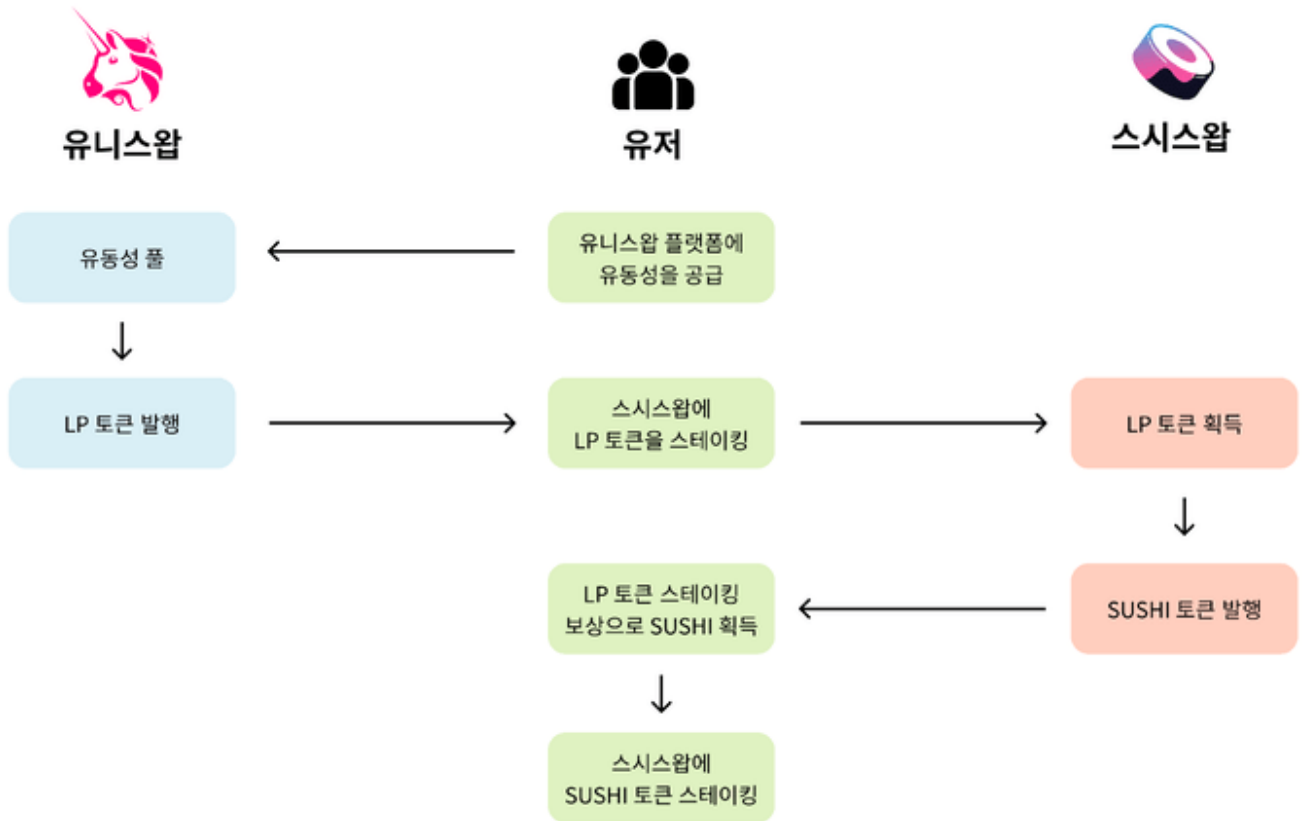 유니스왑
유저
스시스왑
유동성 풀
유니스왑 플랫폼에
유동성을 공급
LP 토큰 발행
스시스왑에
LP 토큰을 스테이킹
LP 토큰 획득
LP 토큰 스테이킹
보상으로 SUSHI 획득
SUSHI 토큰 발행
스시스왑에
SUSHI 토큰 스테이킹